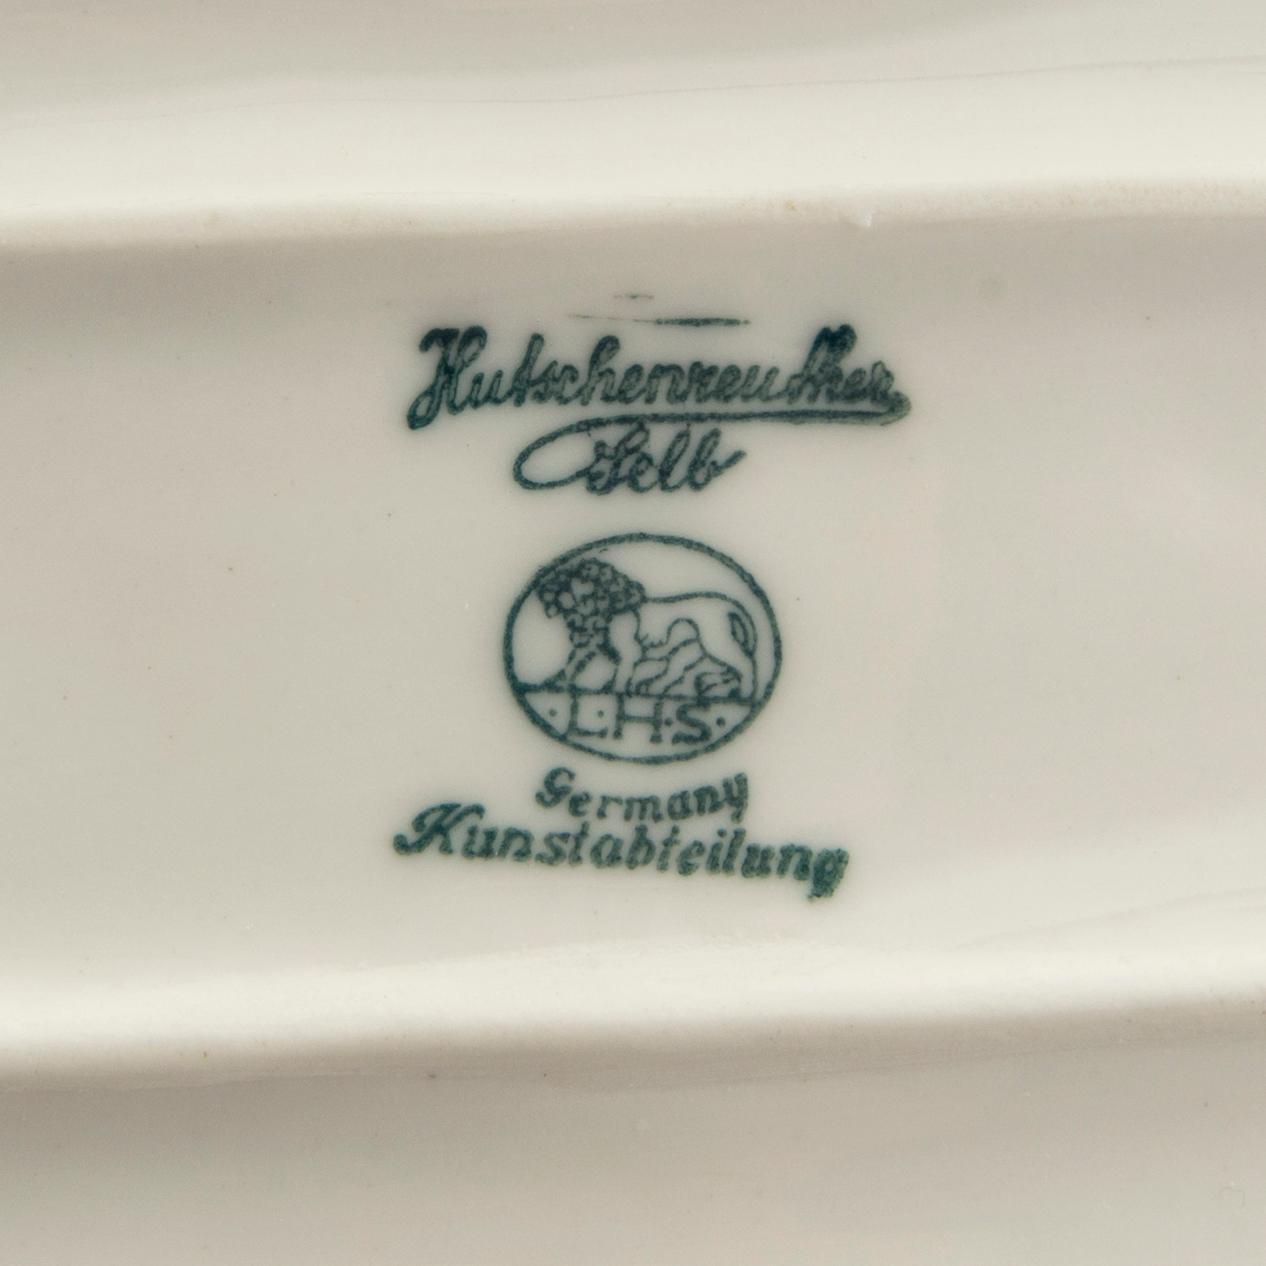 Hutschenreuther
Selb
·L·H·S·
Germany
Kunstabteilung